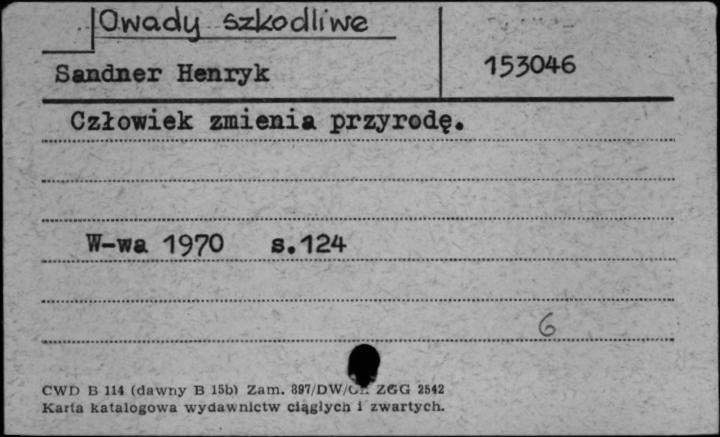 Owady szkodliwe
Sandner Henryk
153046
Człowiek zmienia przyrodę.
W-wa 1970 s.124
6
CWD B 114 (dawny B 15b) Zam. 897/DW/ ZGG 2542
Karta katalogowa wydawnictw ciągłych i zwartych.